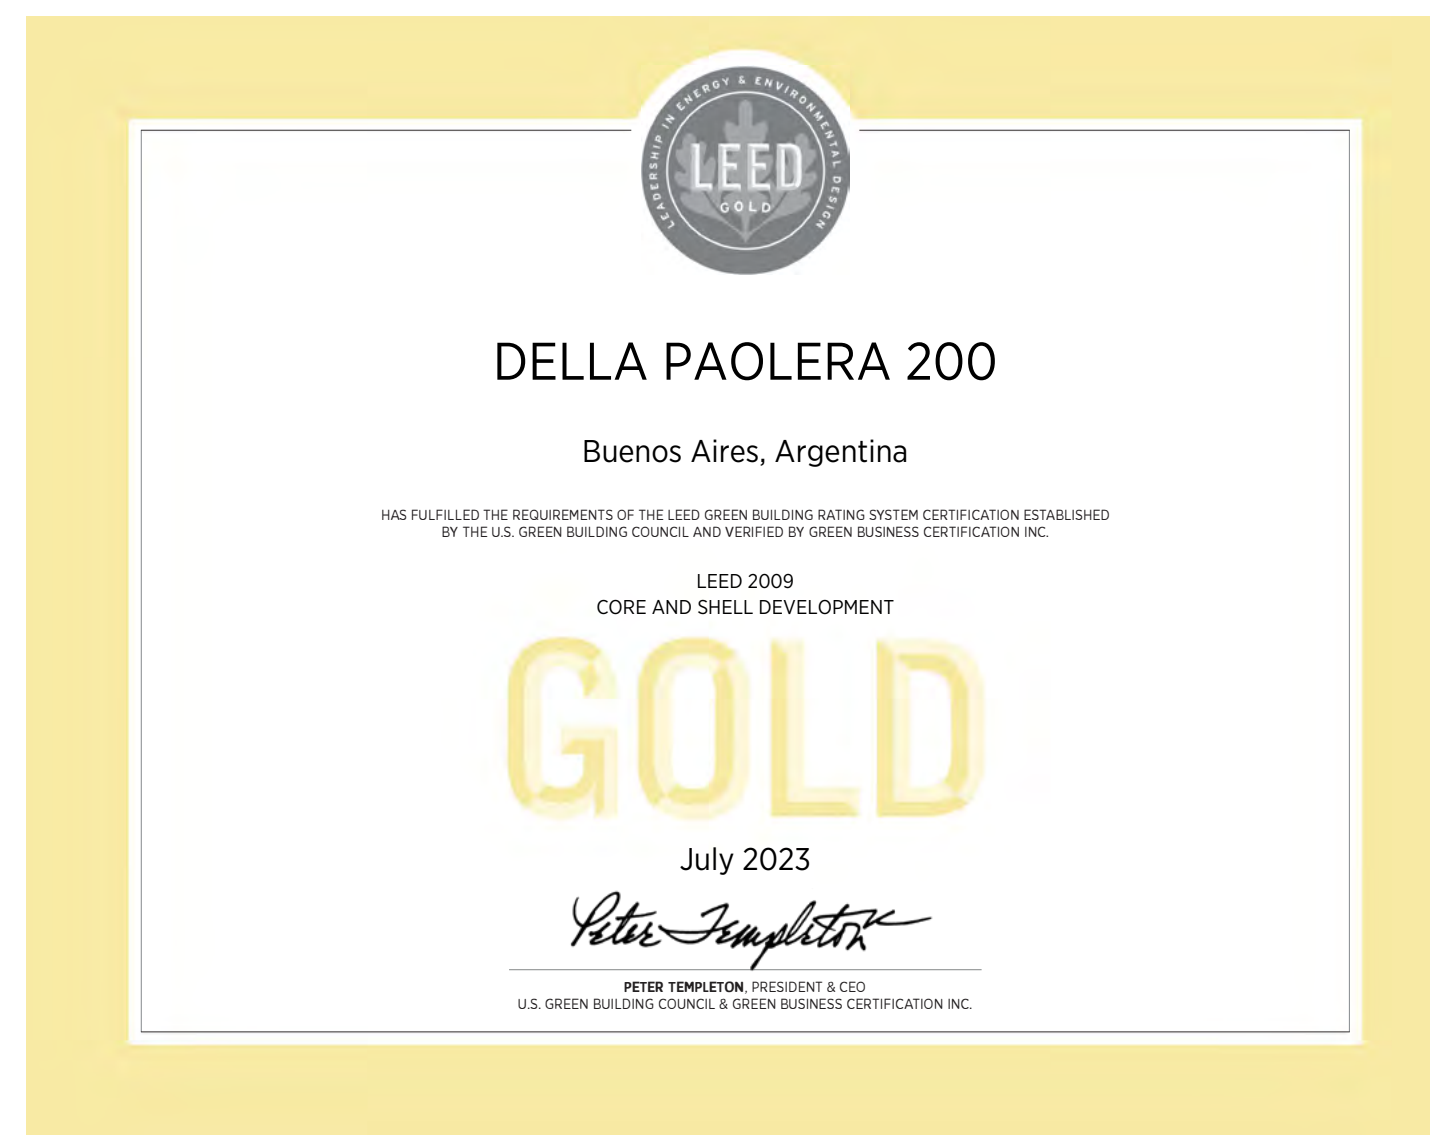 LEADERSHIP IN ENERGY & ENVIRONMENTAL DESIGN
LEED
GOLD
DELLA PAOLERA 200
Buenos Aires, Argentina
HAS FULFILLED THE REQUIREMENTS OF THE LEED GREEN BUILDING RATING SYSTEM CERTIFICATION ESTABLISHED
BY THE U.S. GREEN BUILDING COUNCIL AND VERIFIED BY GREEN BUSINESS CERTIFICATION INC.
LEED 2009
CORE AND SHELL DEVELOPMENT
GOLD
July 2023
Peter Templeton
PETER TEMPLETON, PRESIDENT & CEO
U.S. GREEN BUILDING COUNCIL & GREEN BUSINESS CERTIFICATION INC.